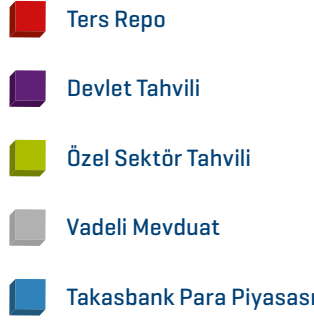 Ters Repo
Devlet Tahvili
Özel Sektör Tahvili
Vadeli Mevduat
Takasbank Para Piyasası